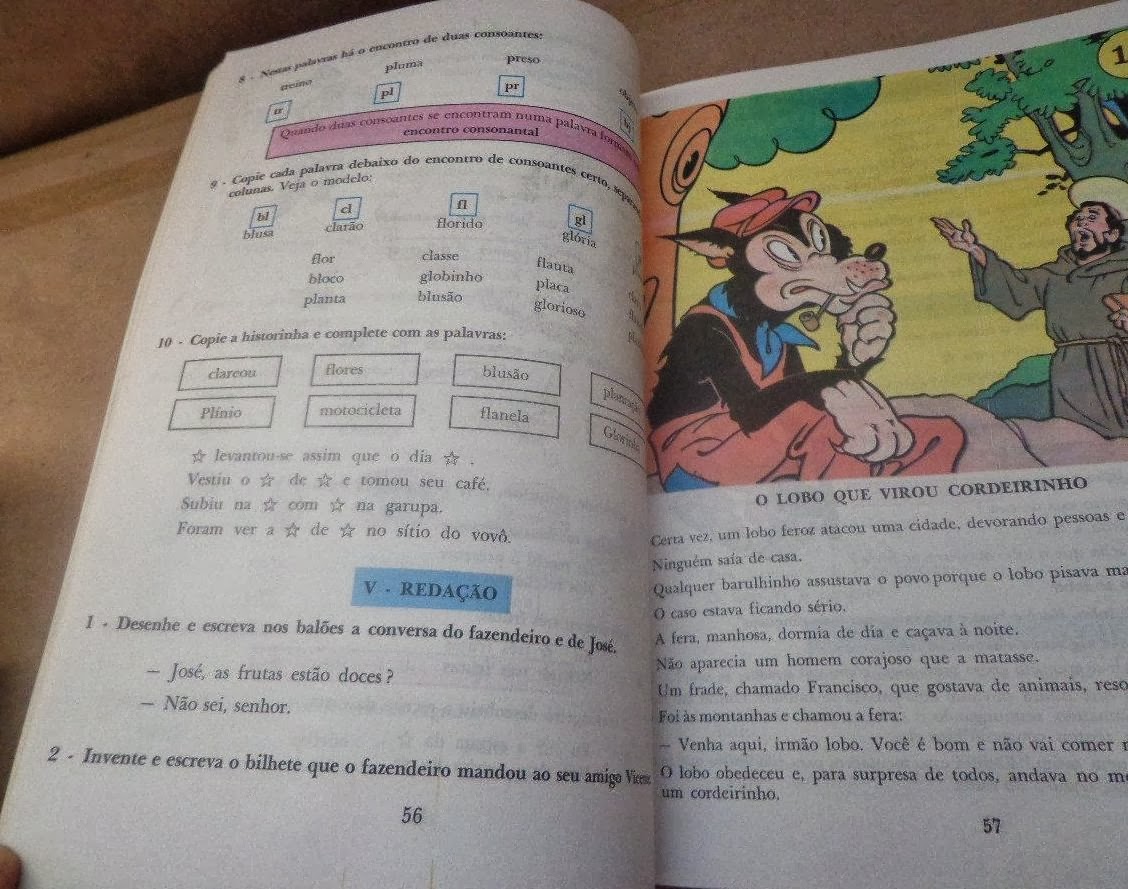 8 - Nestas palavras há o encontro de duas consoantes:
treino pluma preso
tr pl pr
Quando duas consoantes se encontram numa palavra formam
encontro consonantal
9 - Copie cada palavra debaixo do encontro de consoantes certo,
colunas. Veja o modelo:
bl cl fl gl
blusa clarão florido glória
flor classe flauta
bloco globinho placa
planta blusão glorioso
10 - Copie a historinha e complete com as palavras:
clareou flores blusão
Plínio motocicleta flanela
☆ levantou-se assim que o dia ☆ .
Vestiu o ☆ de ☆ e tomou seu café.
Subiu na ☆ com ☆ na garupa.
Foram ver a ☆ de ☆ no sítio do vovô.
V - REDAÇÃO
1 - Desenhe e escreva nos balões a conversa do fazendeiro e de José.
— José, as frutas estão doces?
— Não sei, senhor.
2 - Invente e escreva o bilhete que o fazendeiro mandou ao seu amigo
56
1
O LOBO QUE VIROU CORDEIRINHO
Certa vez, um lobo feroz atacou uma cidade, devorando pessoas e
Ninguém saía de casa.
Qualquer barulhinho assustava o povo porque o lobo pisava
O caso estava ficando sério.
A fera, manhosa, dormia de dia e caçava à noite.
Não aparecia um homem corajoso que a matasse.
Um frade, chamado Francisco, que gostava de animais,
Foi às montanhas e chamou a fera:
— Venha aqui, irmão lobo. Você é bom e não vai comer
O lobo obedeceu e, para surpresa de todos, andava no
um cordeirinho.
57